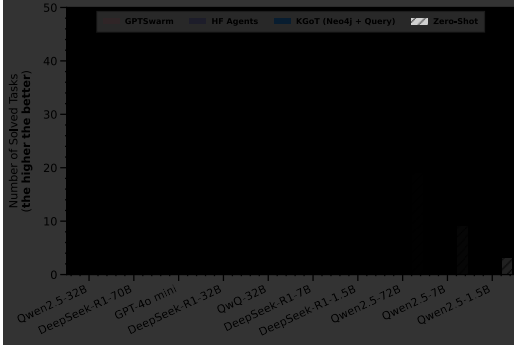 50
GPTSwarm HF Agents KGoT (Neo4j + Query) Zero-Shot
40
30
20
10
0
Number of Solved Tasks
(the higher the better)
Qwen2.5-32B
DeepSeek-R1-70B
GPT-4o mini
DeepSeek-R1-32B
QwQ-32B
DeepSeek-R1-7B
DeepSeek-R1-1.5B
Qwen2.5-72B
Qwen2.5-7B
Qwen2.5-1.5B